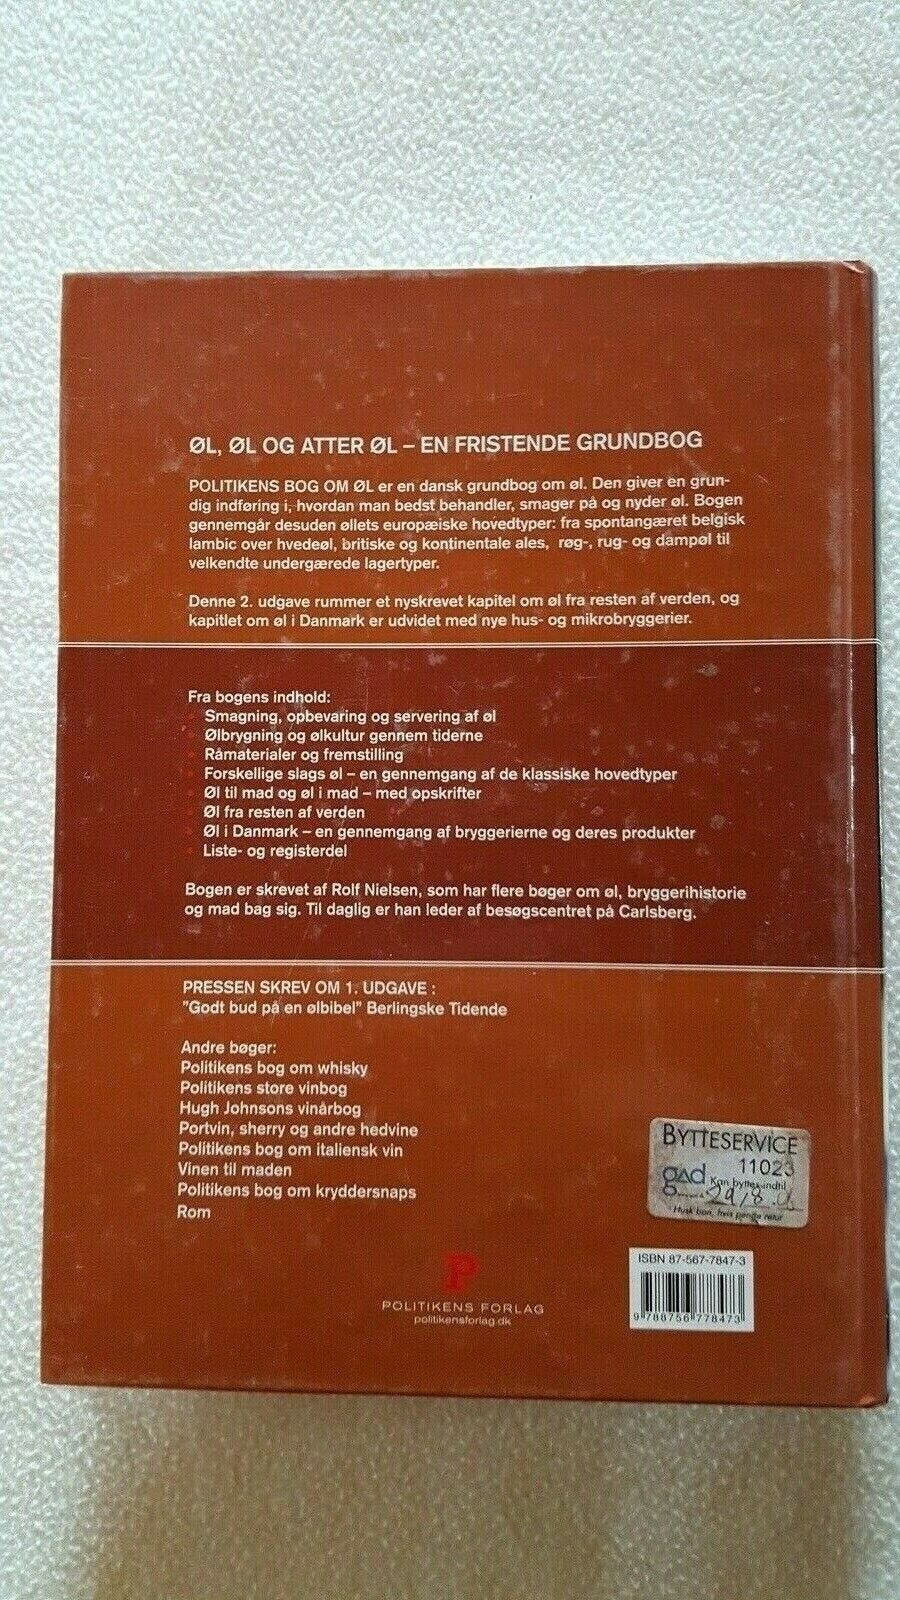 ØL, ØL OG ATTER ØL – EN FRISTENDE GRUNDBOG
POLITIKENS BOG OM ØL er en dansk grundbog om øl. Den giver en grun-
dig indføring i, hvordan man bedst behandler, smager på og nyder øl. Bogen
gennemgår desuden øllets europæiske hovedtyper: fra spontangæret belgisk
lambic over hvedeøl, britiske og kontinentale ales, røg-, rug- og dampøl til
velkendte undergærede lagertyper.
Denne 2. udgave rummer et nyskrevet kapitel om øl fra resten af verden, og
kapitlet om øl i Danmark er udvidet med nye hus- og mikrobryggerier.
Fra bogens indhold:
• Smagning, opbevaring og servering af øl
• Ølbrygning og ølkultur gennem tiderne
• Råmaterialer og fremstilling
• Forskellige slags øl – en gennemgang af de klassiske hovedtyper
• Øl til mad og øl i mad – med opskrifter
• Øl fra resten af verden
• Øl i Danmark – en gennemgang af bryggerierne og deres produkter
• Liste- og registerdel
Bogen er skrevet af Rolf Nielsen, som har flere bøger om øl, bryggerihistorie
og mad bag sig. Til daglig er han leder af besøgscentret på Carlsberg.
PRESSEN SKREV OM 1. UDGAVE :
"Godt bud på en ølbibel" Berlingske Tidende
Andre bøger:
Politikens bog om whisky
Politikens store vinbog
Hugh Johnsons vinårbog
Portvin, sherry og andre hedvine
Politikens bog om italiensk vin
Vinen til maden
Politikens bog om kryddersnaps
Rom
BYTTESERVICE
11023
gad Kan byttes indtil
29/8
Husk bon, hvis penge retur
P
POLITIKENS FORLAG
politikensforlag.dk
ISBN 87-567-7847-3
9 788756 778473